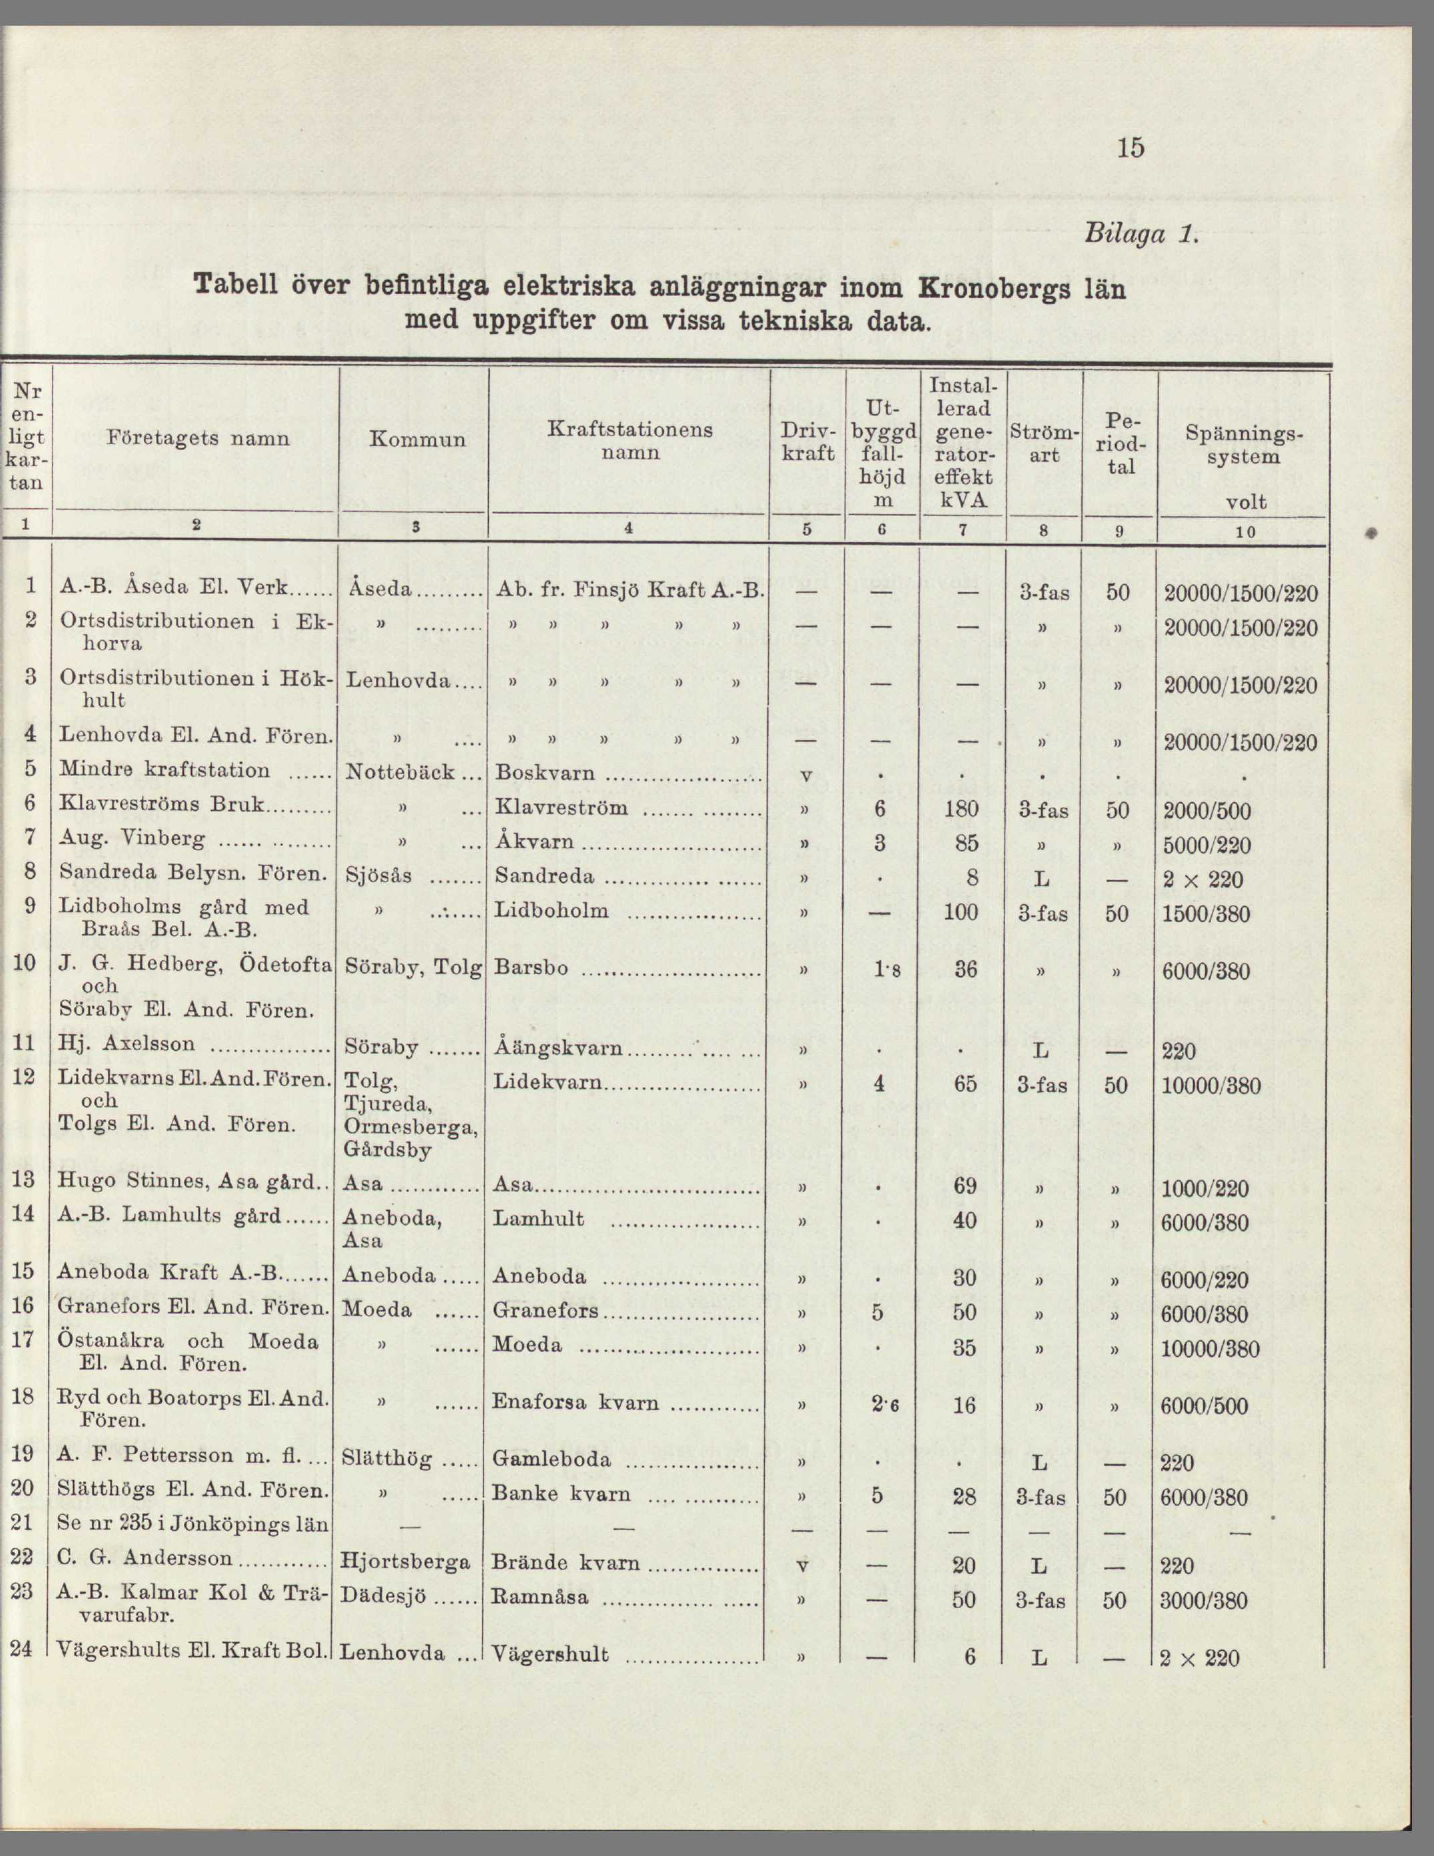 15
Bilaga 1.
Tabell över befintliga elektriska anläggningar inom Kronobergs län
med uppgifter om vissa tekniska data.
Nr enligt kartan | Företagets namn | Kommun | Kraftstationens namn | Drivkraft | Utbyggd fallhöjd m | Installerad generatoreffekt kVA | Strömart | Periodtal | Spänningssystem volt
1 | 2 | 3 | 4 | 5 | 6 | 7 | 8 | 9 | 10
1 A.-B. Åseda El. Verk...... Åseda......... Ab. fr. Finsjö Kraft A.-B. — — — 3-fas 50 20000/1500/220
2 Ortsdistributionen i Ek- » ......... » » » » » — — — » » 20000/1500/220
horva
3 Ortsdistributionen i Hök- Lenhovda.... » » » » » — — — » » 20000/1500/220
hult
4 Lenhovda El. And. Fören. » .... » » » » » — — — » » 20000/1500/220
5 Mindre kraftstation ...... Nottebäck... Boskvarn ...................... v . . . . .
6 Klavreströms Bruk......... » ... Klavreström ....... ......... » 6 180 3-fas 50 2000/500
7 Aug. Vinberg ...... ........ » ... Åkvarn ......................... » 3 85 » » 5000/220
8 Sandreda Belysn. Fören. Sjösås ....... Sandreda .............. ...... » . 8 L — 2 × 220
9 Lidboholms gård med » ........ Lidboholm ................... » — 100 3-fas 50 1500/380
Braås Bel. A.-B.
10 J. G. Hedberg, Ödetofta Söraby, Tolg Barsbo ......................... » 1·8 36 » » 6000/380
och
Söraby El. And. Fören.
11 Hj. Axelsson ................ Söraby ....... Åängskvarn.................. » . . L — 220
12 Lidekvarns El. And. Fören. Tolg, Lidekvarn...................... » 4 65 3-fas 50 10000/380
och Tjureda,
Tolgs El. And. Fören. Ormesberga,
Gårdsby
13 Hugo Stinnes, Asa gård.. Asa ............ Asa............................... » . 69 » » 1000/220
14 A.-B. Lamhults gård...... Aneboda, Lamhult ..................... » . 40 » » 6000/380
Asa
15 Aneboda Kraft A.-B....... Aneboda ..... Aneboda ...................... » . 30 » » 6000/220
16 Granefors El. And. Fören. Moeda ...... Granefors...................... » 5 50 » » 6000/380
17 Östanåkra och Moeda » ...... Moeda ......................... » . 35 » » 10000/380
El. And. Fören.
18 Ryd och Boatorps El. And. » ...... Enaforsa kvarn ............ » 2·6 16 » » 6000/500
Fören.
19 A. F. Pettersson m. fl. ... Slätthög ..... Gamleboda ................... » . . L — 220
20 Slätthögs El. And. Fören. » ..... Banke kvarn .... ........... » 5 28 3-fas 50 6000/380
21 Se nr 235 i Jönköpings län — — — — — — — —
22 C. G. Andersson............ Hjortsberga Brände kvarn ............... v — 20 L — 220
23 A.-B. Kalmar Kol & Trä- Dädesjö ...... Ramnåsa ................ ..... » — 50 3-fas 50 3000/380
varufabr.
24 Vägershults El. Kraft Bol. Lenhovda ... Vägershult ................... » — 6 L — 2 × 220